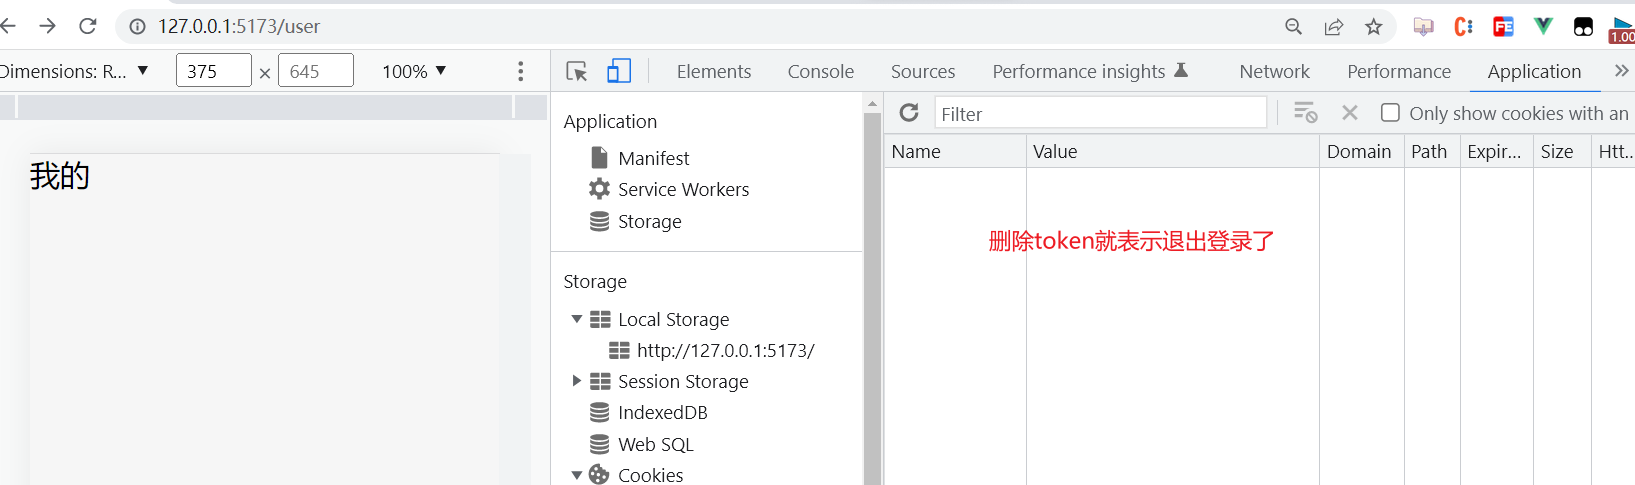 127.0.0.1:5173/user
1.00
Dimensions: R... 375 × 645 100%
Elements Console Sources Performance insights Network Performance Application
Filter Only show cookies with an
Application
Manifest
Service Workers
Storage
Storage
Local Storage
http://127.0.0.1:5173/
Session Storage
IndexedDB
Web SQL
Cookies
Name Value Domain Path Expir... Size Htt...
我的
删除token就表示退出登录了